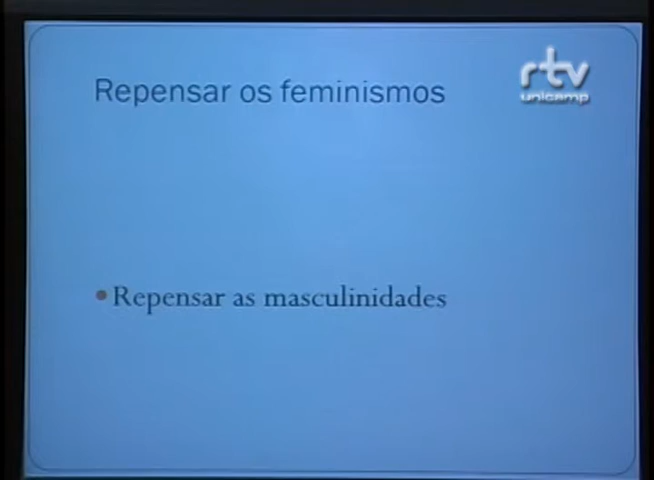 Repensar os feminismos
rtv
unicamp
• Repensar as masculinidades